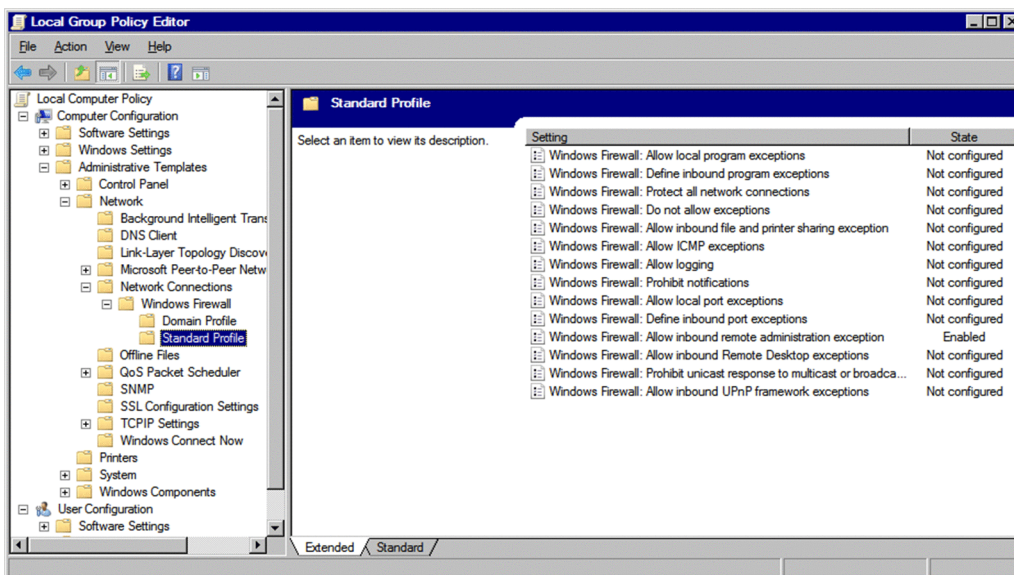 Local Group Policy Editor
File Action View Help
Local Computer Policy
Computer Configuration
Software Settings
Windows Settings
Administrative Templates
Control Panel
Network
Background Intelligent Trans
DNS Client
Link-Layer Topology Discov
Microsoft Peer-to-Peer Netw
Network Connections
Windows Firewall
Domain Profile
Standard Profile
Offline Files
QoS Packet Scheduler
SNMP
SSL Configuration Settings
TCPIP Settings
Windows Connect Now
Printers
System
Windows Components
User Configuration
Software Settings
Standard Profile
Select an item to view its description.
Setting State
Windows Firewall: Allow local program exceptions Not configured
Windows Firewall: Define inbound program exceptions Not configured
Windows Firewall: Protect all network connections Not configured
Windows Firewall: Do not allow exceptions Not configured
Windows Firewall: Allow inbound file and printer sharing exception Not configured
Windows Firewall: Allow ICMP exceptions Not configured
Windows Firewall: Allow logging Not configured
Windows Firewall: Prohibit notifications Not configured
Windows Firewall: Allow local port exceptions Not configured
Windows Firewall: Define inbound port exceptions Not configured
Windows Firewall: Allow inbound remote administration exception Enabled
Windows Firewall: Allow inbound Remote Desktop exceptions Not configured
Windows Firewall: Prohibit unicast response to multicast or broadca... Not configured
Windows Firewall: Allow inbound UPnP framework exceptions Not configured
Extended Standard